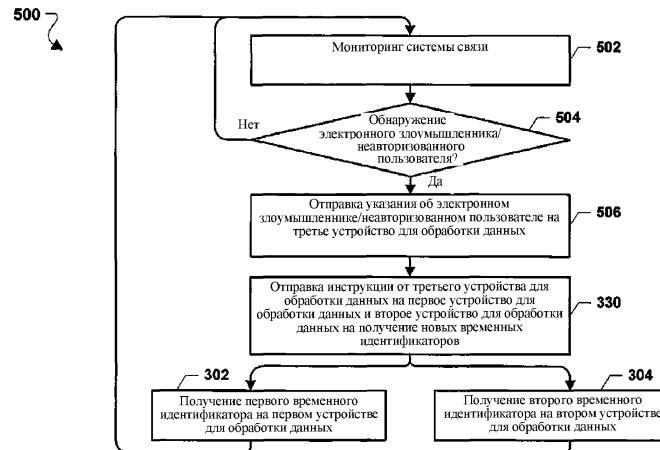 500
Мониторинг системы связи
502
Обнаружение
электронного злоумышленника/
неавторизованного
пользователя?
504
Нет
Да
Отправка указания об электронном
злоумышленнике/неавторизованном пользователе на
третье устройство для обработки данных
506
Отправка инструкции от третьего устройства для
обработки данных на первое устройство для
обработки данных и второе устройство для обработки
данных на получение новых временных
идентификаторов
330
302
Получение первого временного
идентификатора на первом устройстве
для обработки данных
304
Получение второго временного
идентификатора на втором устройстве
для обработки данных